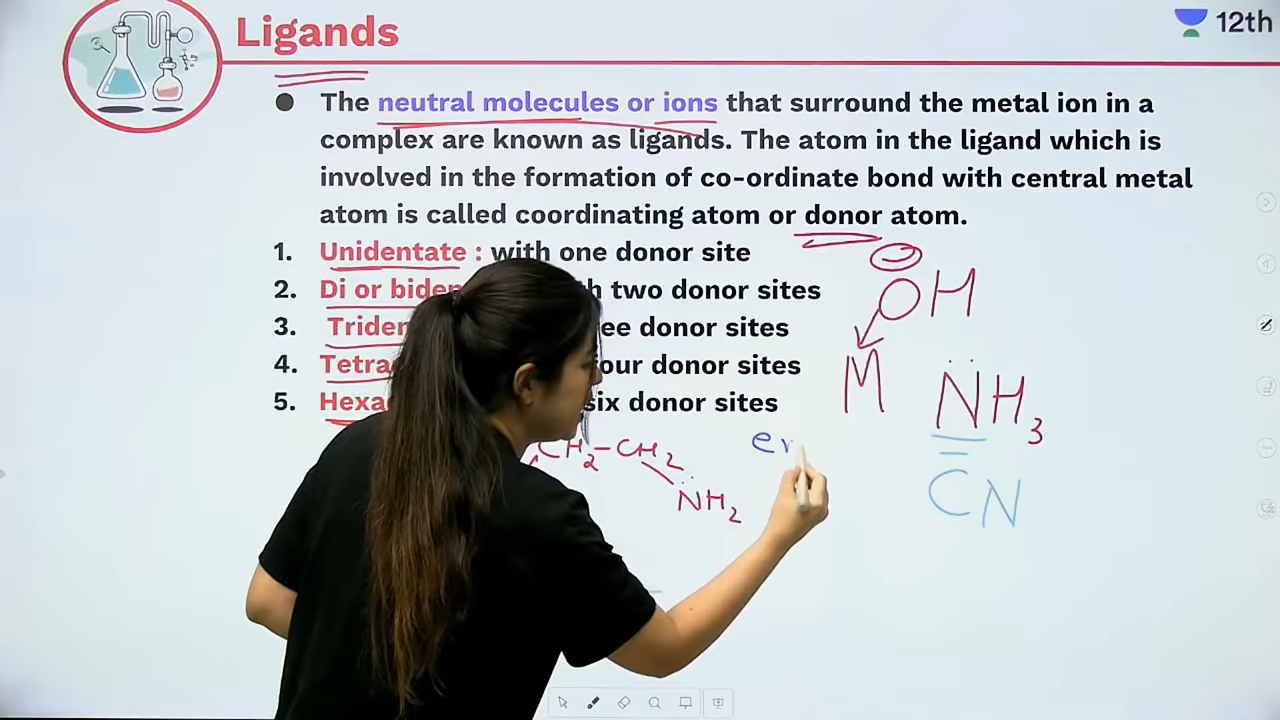 Ligands
12th
The neutral molecules or ions that surround the metal ion in a
complex are known as ligands. The atom in the ligand which is
involved in the formation of co-ordinate bond with central metal
atom is called coordinating atom or donor atom.
1. Unidentate : with one donor site
2. Di or biden h two donor sites
3. Triden ee donor sites
4. Tetra our donor sites
5. Hexa six donor sites
OH
M
NH3
CH2-CH2
en
CN
NH2